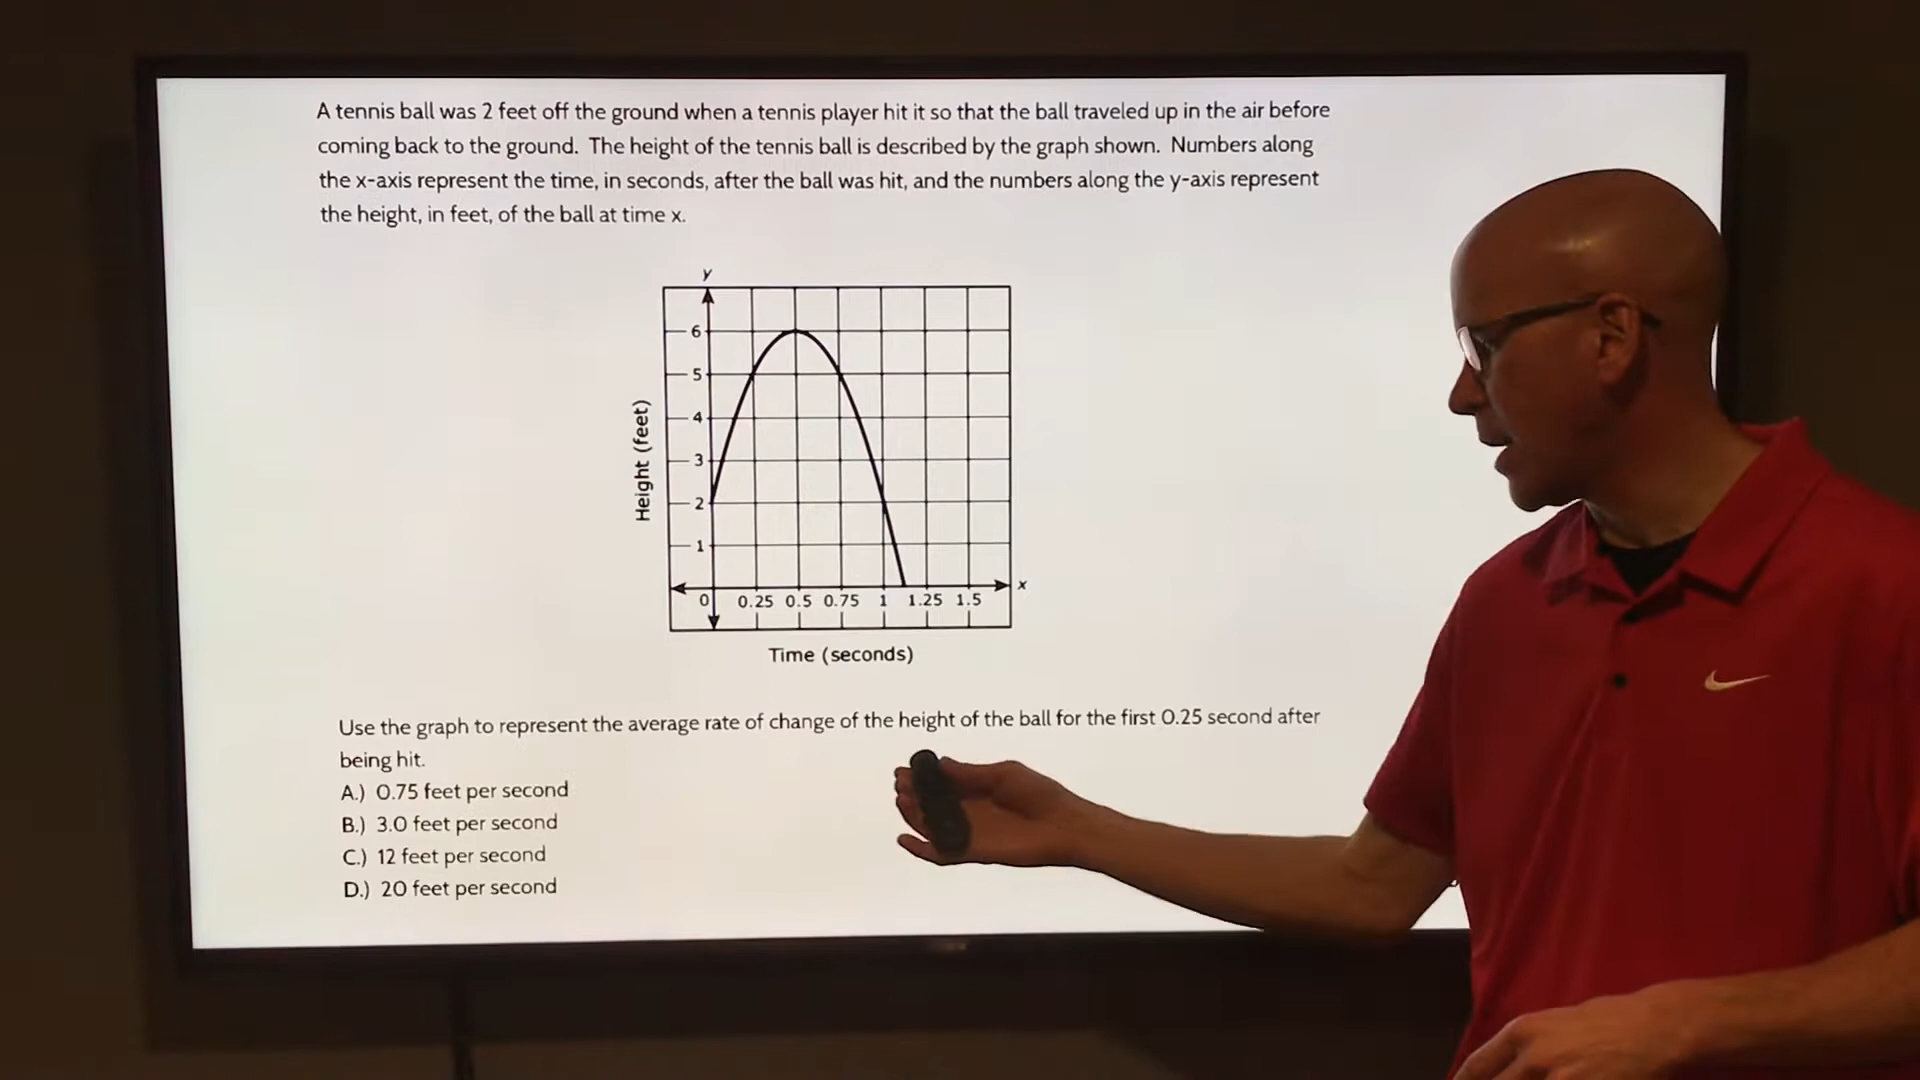 A tennis ball was 2 feet off the ground when a tennis player hit it so that the ball traveled up in the air before
coming back to the ground. The height of the tennis ball is described by the graph shown. Numbers along
the x-axis represent the time, in seconds, after the ball was hit, and the numbers along the y-axis represent
the height, in feet, of the ball at time x.
y
6
5
4
3
2
1
Height (feet)
0 0.25 0.5 0.75 1 1.25 1.5
x
Time (seconds)
Use the graph to represent the average rate of change of the height of the ball for the first 0.25 second after
being hit.
A.) 0.75 feet per second
B.) 3.0 feet per second
C.) 12 feet per second
D.) 20 feet per second